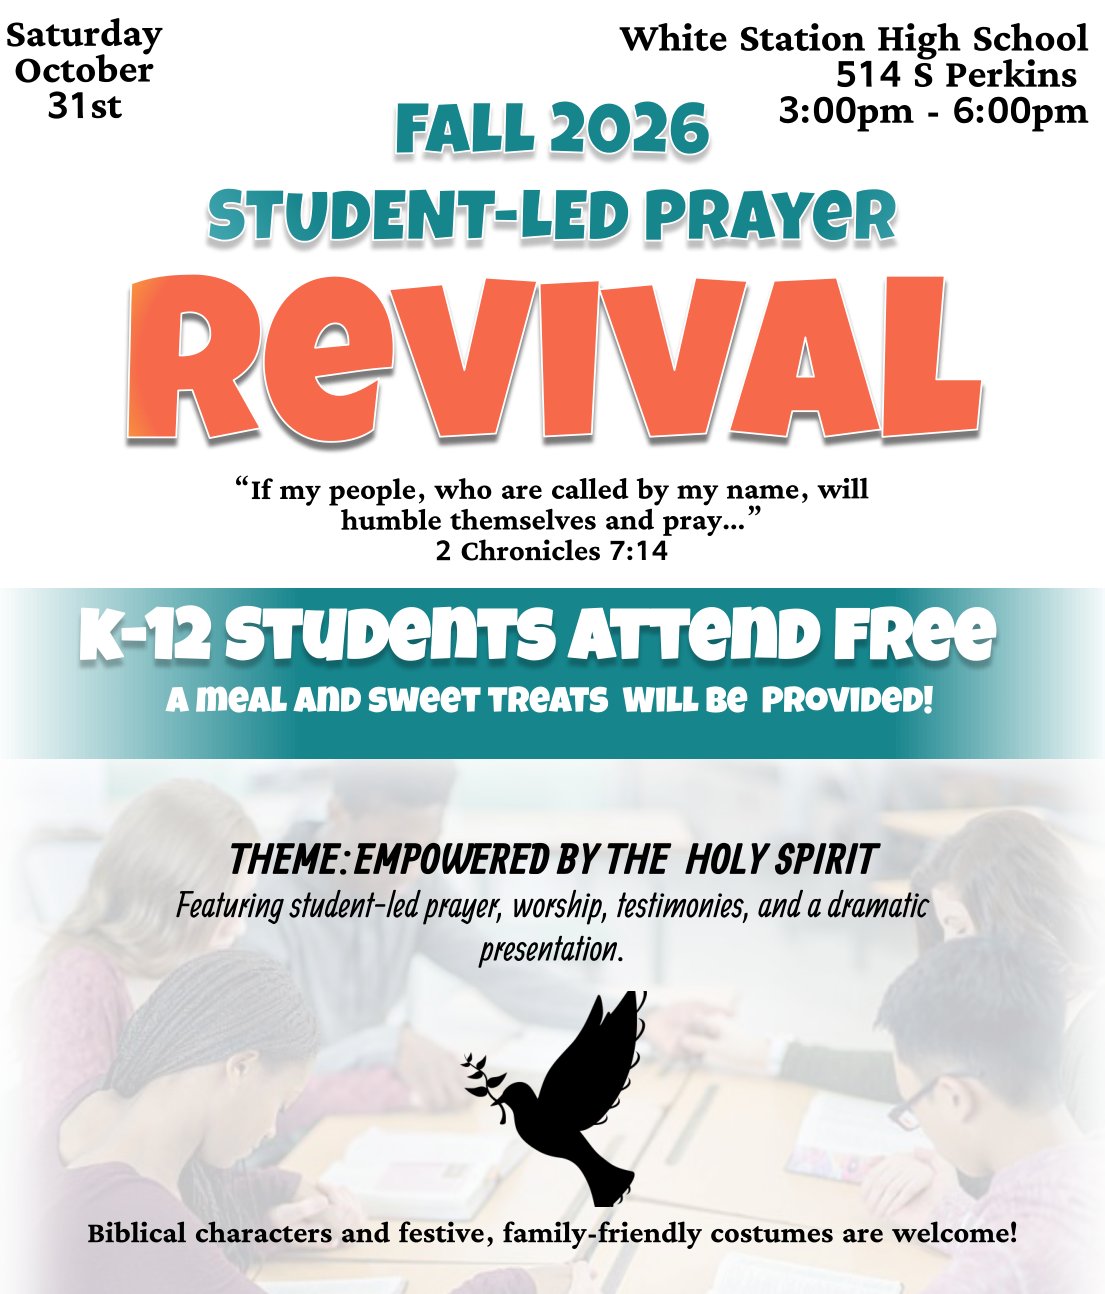 Saturday
October
31st
White Station High School
514 S Perkins
3:00pm - 6:00pm
FALL 2026
STUDENT-LED PRAYER
REVIVAL
“If my people, who are called by my name, will
humble themselves and pray...”
2 Chronicles 7:14
K-12 STUDENTS ATTEND FREE
A MEAL AND SWEET TREATS WILL BE PROVIDED!
THEME: EMPOWERED BY THE HOLY SPIRIT
Featuring student-led prayer, worship, testimonies, and a dramatic
presentation.
Biblical characters and festive, family-friendly costumes are welcome!